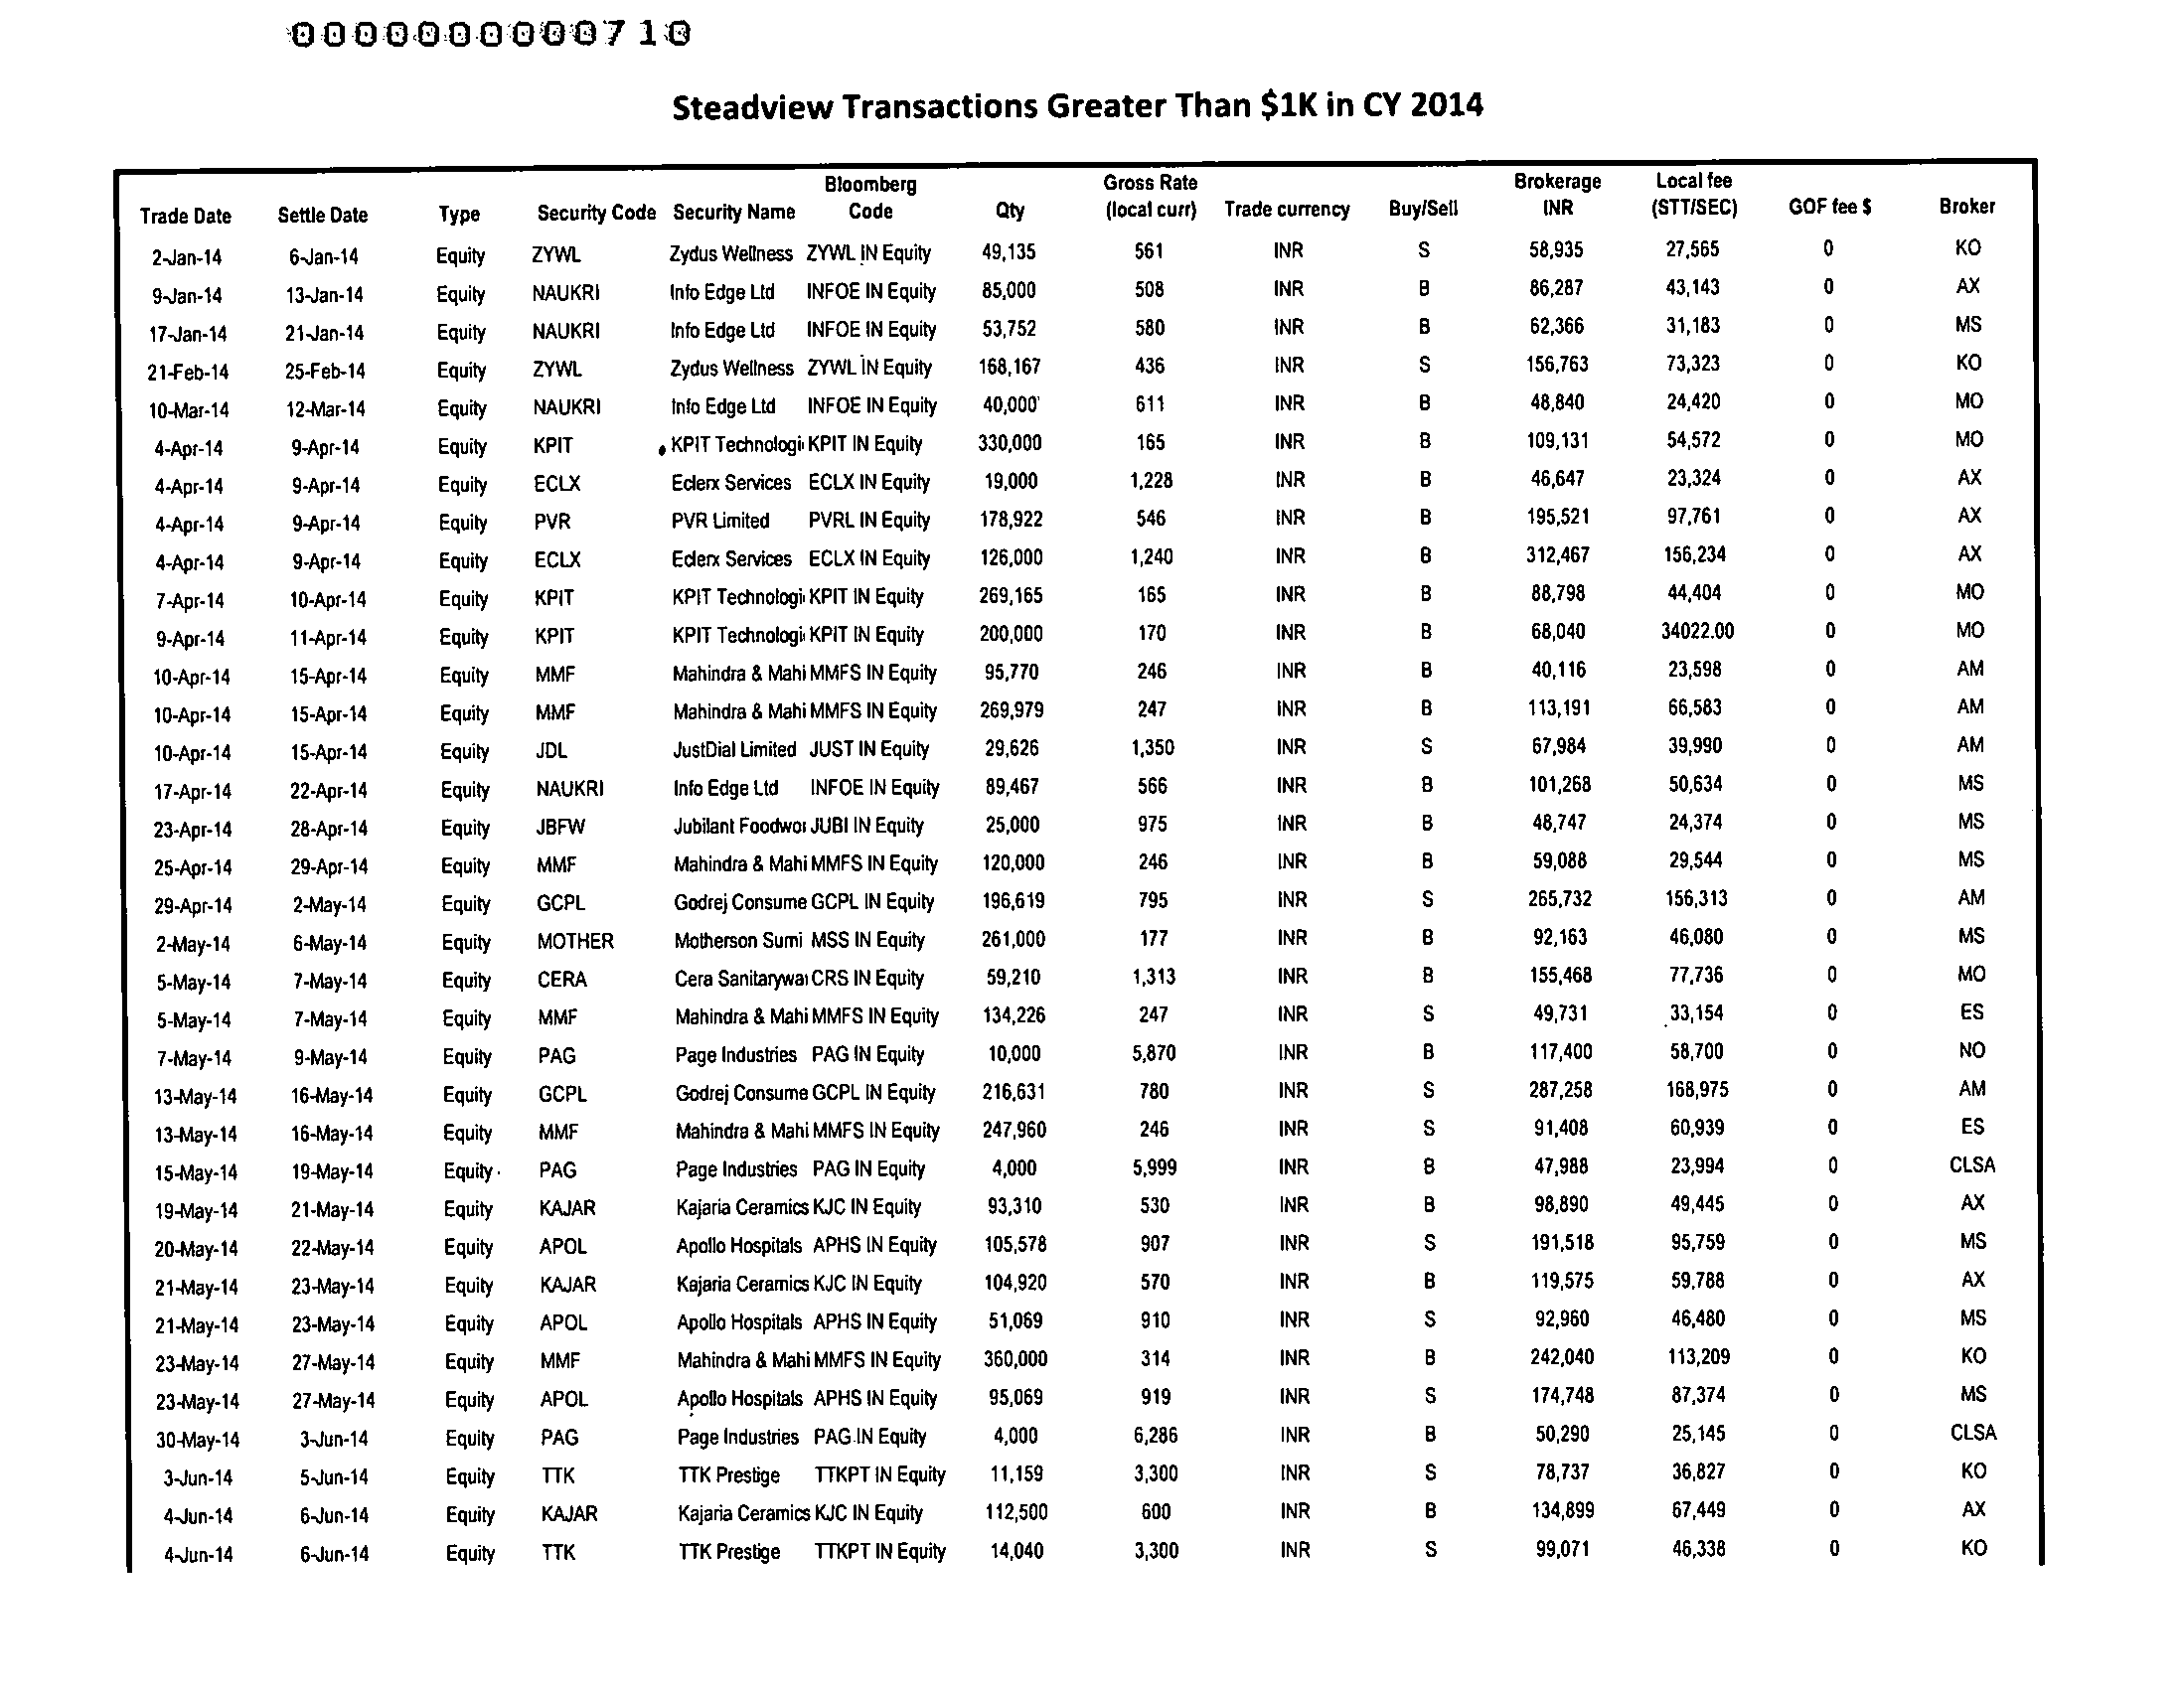 000000000710
Steadview Transactions Greater Than $1K in CY 2014
Trade Date Settle Date Type Security Code Security Name Bloomberg Code Qty Gross Rate (local curr) Trade currency Buy/Sell Brokerage INR Local fee (STT/SEC) GOF fee $ Broker
2-Jan-14 6-Jan-14 Equity ZYWL Zydus Wellness ZYWL IN Equity 49,135 561 INR S 58,935 27,565 0 KO
9-Jan-14 13-Jan-14 Equity NAUKRI Info Edge Ltd INFOE IN Equity 85,000 508 INR B 86,287 43,143 0 AX
17-Jan-14 21-Jan-14 Equity NAUKRI Info Edge Ltd INFOE IN Equity 53,752 580 INR B 62,366 31,183 0 MS
21-Feb-14 25-Feb-14 Equity ZYWL Zydus Wellness ZYWL IN Equity 168,167 436 INR S 156,763 73,323 0 KO
10-Mar-14 12-Mar-14 Equity NAUKRI Info Edge Ltd INFOE IN Equity 40,000 611 INR B 48,840 24,420 0 MO
4-Apr-14 9-Apr-14 Equity KPIT KPIT Technologi KPIT IN Equity 330,000 165 INR B 109,131 54,572 0 MO
4-Apr-14 9-Apr-14 Equity ECLX Eclerx Services ECLX IN Equity 19,000 1,228 INR B 46,647 23,324 0 AX
4-Apr-14 9-Apr-14 Equity PVR PVR Limited PVRL IN Equity 178,922 546 INR B 195,521 97,761 0 AX
4-Apr-14 9-Apr-14 Equity ECLX Eclerx Services ECLX IN Equity 126,000 1,240 INR B 312,467 156,234 0 AX
7-Apr-14 10-Apr-14 Equity KPIT KPIT Technologi KPIT IN Equity 269,165 165 INR B 88,798 44,404 0 MO
9-Apr-14 11-Apr-14 Equity KPIT KPIT Technologi KPIT IN Equity 200,000 170 INR B 68,040 34022.00 0 MO
10-Apr-14 15-Apr-14 Equity MMF Mahindra & Mahi MMFS IN Equity 95,770 246 INR B 40,116 23,598 0 AM
10-Apr-14 15-Apr-14 Equity MMF Mahindra & Mahi MMFS IN Equity 269,979 247 INR B 113,191 66,583 0 AM
10-Apr-14 15-Apr-14 Equity JDL JustDial Limited JUST IN Equity 29,626 1,350 INR S 67,984 39,990 0 AM
17-Apr-14 22-Apr-14 Equity NAUKRI Info Edge Ltd INFOE IN Equity 89,467 566 INR B 101,268 50,634 0 MS
23-Apr-14 28-Apr-14 Equity JBFW Jubilant Foodwor JUBI IN Equity 25,000 975 INR B 48,747 24,374 0 MS
25-Apr-14 29-Apr-14 Equity MMF Mahindra & Mahi MMFS IN Equity 120,000 246 INR B 59,088 29,544 0 MS
29-Apr-14 2-May-14 Equity GCPL Godrej Consume GCPL IN Equity 196,619 795 INR S 265,732 156,313 0 AM
2-May-14 6-May-14 Equity MOTHER Motherson Sumi MSS IN Equity 261,000 177 INR B 92,163 46,080 0 MS
5-May-14 7-May-14 Equity CERA Cera Sanitarywar CRS IN Equity 59,210 1,313 INR B 155,468 77,736 0 MO
5-May-14 7-May-14 Equity MMF Mahindra & Mahi MMFS IN Equity 134,226 247 INR S 49,731 33,154 0 ES
7-May-14 9-May-14 Equity PAG Page Industries PAG IN Equity 10,000 5,870 INR B 117,400 58,700 0 NO
13-May-14 16-May-14 Equity GCPL Godrej Consume GCPL IN Equity 216,631 780 INR S 287,258 168,975 0 AM
13-May-14 16-May-14 Equity MMF Mahindra & Mahi MMFS IN Equity 247,960 246 INR S 91,408 60,939 0 ES
15-May-14 19-May-14 Equity PAG Page Industries PAG IN Equity 4,000 5,999 INR B 47,988 23,994 0 CLSA
19-May-14 21-May-14 Equity KAJAR Kajaria Ceramics KJC IN Equity 93,310 530 INR B 98,890 49,445 0 AX
20-May-14 22-May-14 Equity APOL Apollo Hospitals APHS IN Equity 105,578 907 INR S 191,518 95,759 0 MS
21-May-14 23-May-14 Equity KAJAR Kajaria Ceramics KJC IN Equity 104,920 570 INR B 119,575 59,788 0 AX
21-May-14 23-May-14 Equity APOL Apollo Hospitals APHS IN Equity 51,069 910 INR S 92,960 46,480 0 MS
23-May-14 27-May-14 Equity MMF Mahindra & Mahi MMFS IN Equity 360,000 314 INR B 242,040 113,209 0 KO
23-May-14 27-May-14 Equity APOL Apollo Hospitals APHS IN Equity 95,069 919 INR S 174,748 87,374 0 MS
30-May-14 3-Jun-14 Equity PAG Page Industries PAG IN Equity 4,000 6,286 INR B 50,290 25,145 0 CLSA
3-Jun-14 5-Jun-14 Equity TTK TTK Prestige TTKPT IN Equity 11,159 3,300 INR S 78,737 36,827 0 KO
4-Jun-14 6-Jun-14 Equity KAJAR Kajaria Ceramics KJC IN Equity 112,500 600 INR B 134,899 67,449 0 AX
4-Jun-14 6-Jun-14 Equity TTK TTK Prestige TTKPT IN Equity 14,040 3,300 INR S 99,071 46,338 0 KO